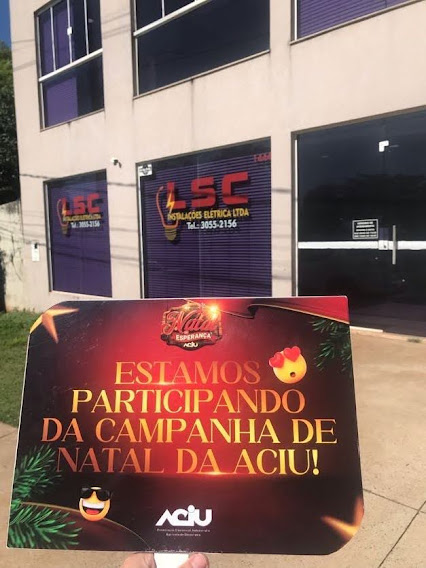 LSC
INSTALAÇÕES ELÉTRICA LTDA
Tel.: 3055-2156
LSC
INSTALAÇÕES ELÉTRICA LTDA
Tel.: 3055-2156
Natal
ESPERANÇA
ACIU
ESTAMOS
PARTICIPANDO
DA CAMPANHA DE
NATAL DA ACIU!
ACIU